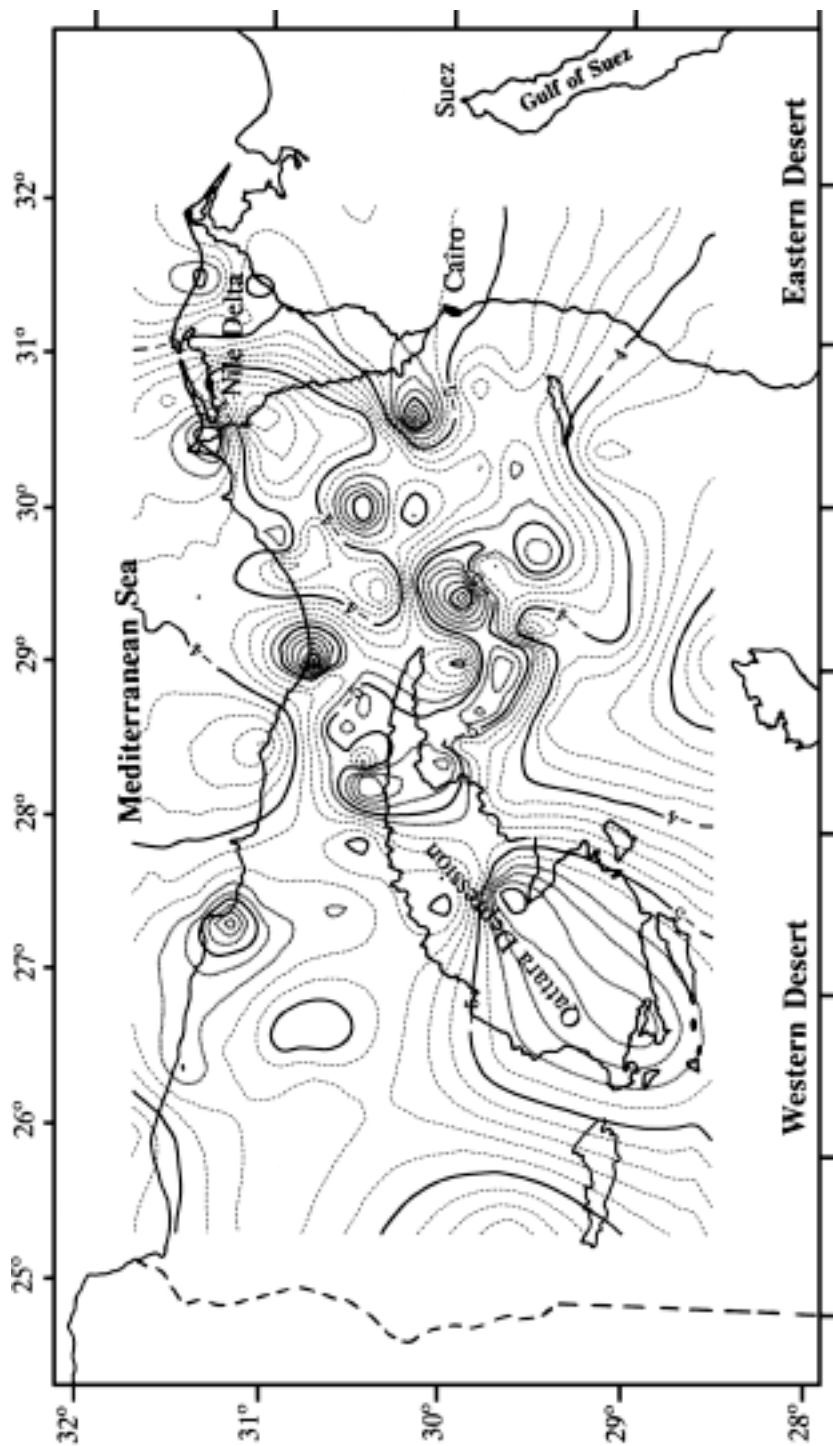 25°
26°
27°
28°
29°
30°
31°
32°
32°
31°
30°
29°
28°
Mediterranean Sea
Nike Delta
Suez
Gulf of Suez
Cairo
Qattara Depression
Western Desert
Eastern Desert